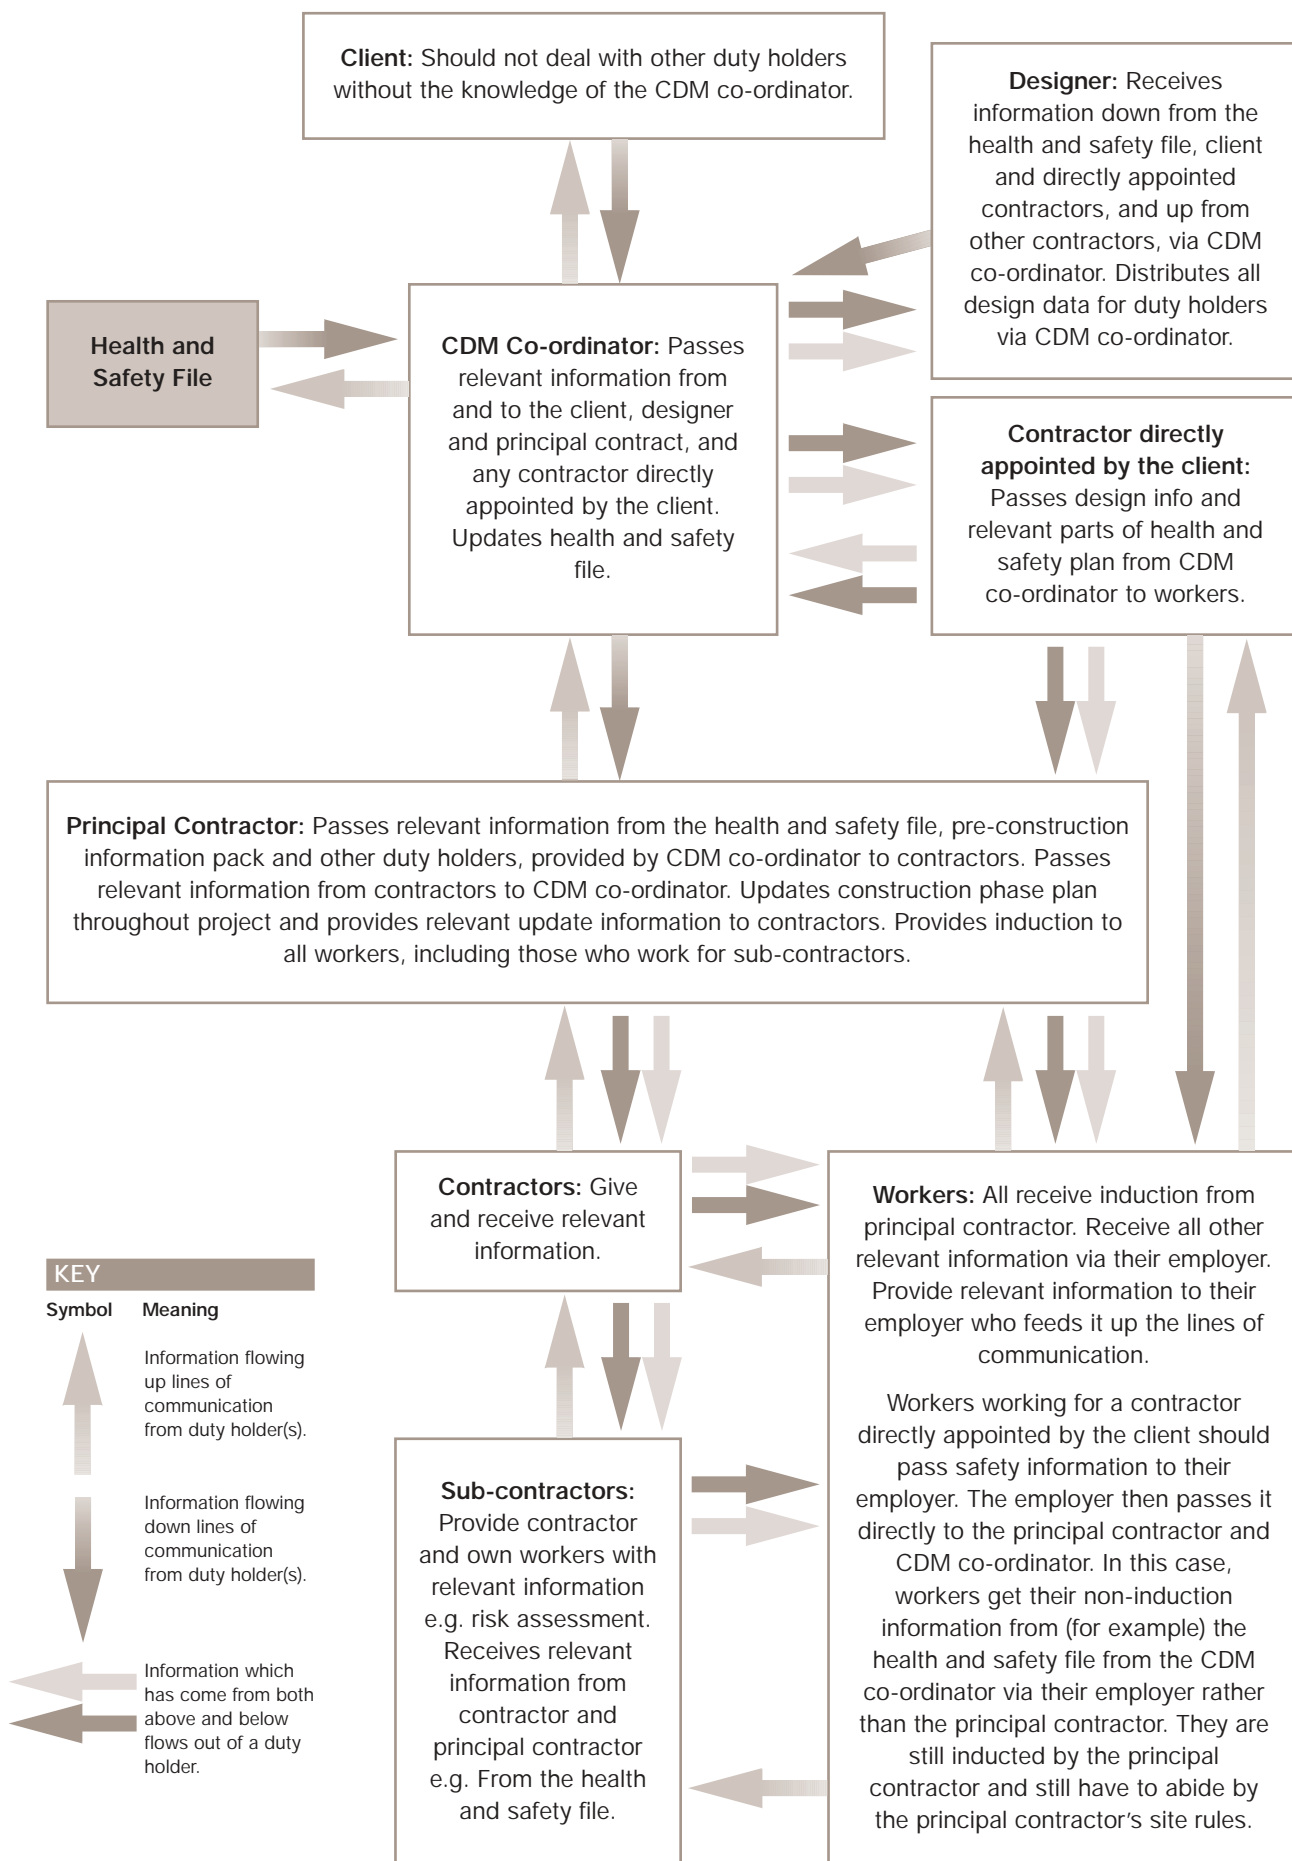 Client: Should not deal with other duty holders
without the knowledge of the CDM co-ordinator.
Designer: Receives
information down from the
health and safety file, client
and directly appointed
contractors, and up from
other contractors, via CDM
co-ordinator. Distributes all
design data for duty holders
via CDM co-ordinator.
Health and
Safety File
CDM Co-ordinator: Passes
relevant information from
and to the client, designer
and principal contract, and
any contractor directly
appointed by the client.
Updates health and safety
file.
Contractor directly
appointed by the client:
Passes design info and
relevant parts of health and
safety plan from CDM
co-ordinator to workers.
Principal Contractor: Passes relevant information from the health and safety file, pre-construction
information pack and other duty holders, provided by CDM co-ordinator to contractors. Passes
relevant information from contractors to CDM co-ordinator. Updates construction phase plan
throughout project and provides relevant update information to contractors. Provides induction to
all workers, including those who work for sub-contractors.
Contractors: Give
and receive relevant
information.
Workers: All receive induction from
principal contractor. Receive all other
relevant information via their employer.
Provide relevant information to their
employer who feeds it up the lines of
communication.
Workers working for a contractor
directly appointed by the client should
pass safety information to their
employer. The employer then passes it
directly to the principal contractor and
CDM co-ordinator. In this case,
workers get their non-induction
information from (for example) the
health and safety file from the CDM
co-ordinator via their employer rather
than the principal contractor. They are
still inducted by the principal
contractor and still have to abide by
the principal contractor's site rules.
Sub-contractors:
Provide contractor
and own workers with
relevant information
e.g. risk assessment.
Receives relevant
information from
contractor and
principal contractor
e.g. From the health
and safety file.
KEY
Symbol Meaning
Information flowing
up lines of
communication
from duty holder(s).
Information flowing
down lines of
communication
from duty holder(s).
Information which
has come from both
above and below
flows out of a duty
holder.